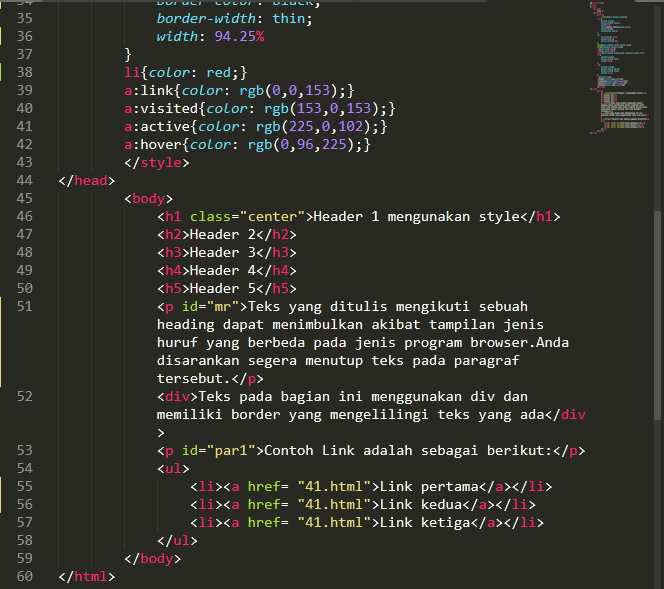 34 border-color: black;
35 border-width: thin;
36 width: 94.25%
37 }
38 li{color: red;}
39 a:link{color: rgb(0,0,153);}
40 a:visited{color: rgb(153,0,153);}
41 a:active{color: rgb(225,0,102);}
42 a:hover{color: rgb(0,96,225);}
43 </style>
44 </head>
45 <body>
46 <h1 class="center">Header 1 mengunakan style</h1>
47 <h2>Header 2</h2>
48 <h3>Header 3</h3>
49 <h4>Header 4</h4>
50 <h5>Header 5</h5>
51 <p id="mr">Teks yang ditulis mengikuti sebuah
heading dapat menimbulkan akibat tampilan jenis
huruf yang berbeda pada jenis program browser.Anda
disarankan segera menutup teks pada paragraf
tersebut.</p>
52 <div>Teks pada bagian ini menggunakan div dan
memiliki border yang mengelilingi teks yang ada</div
>
53 <p id="par1">Contoh Link adalah sebagai berikut:</p>
54 <ul>
55 <li><a href= "41.html">Link pertama</a></li>
56 <li><a href= "41.html">Link kedua</a></li>
57 <li><a href= "41.html">Link ketiga</a></li>
58 </ul>
59 </body>
60 </html>